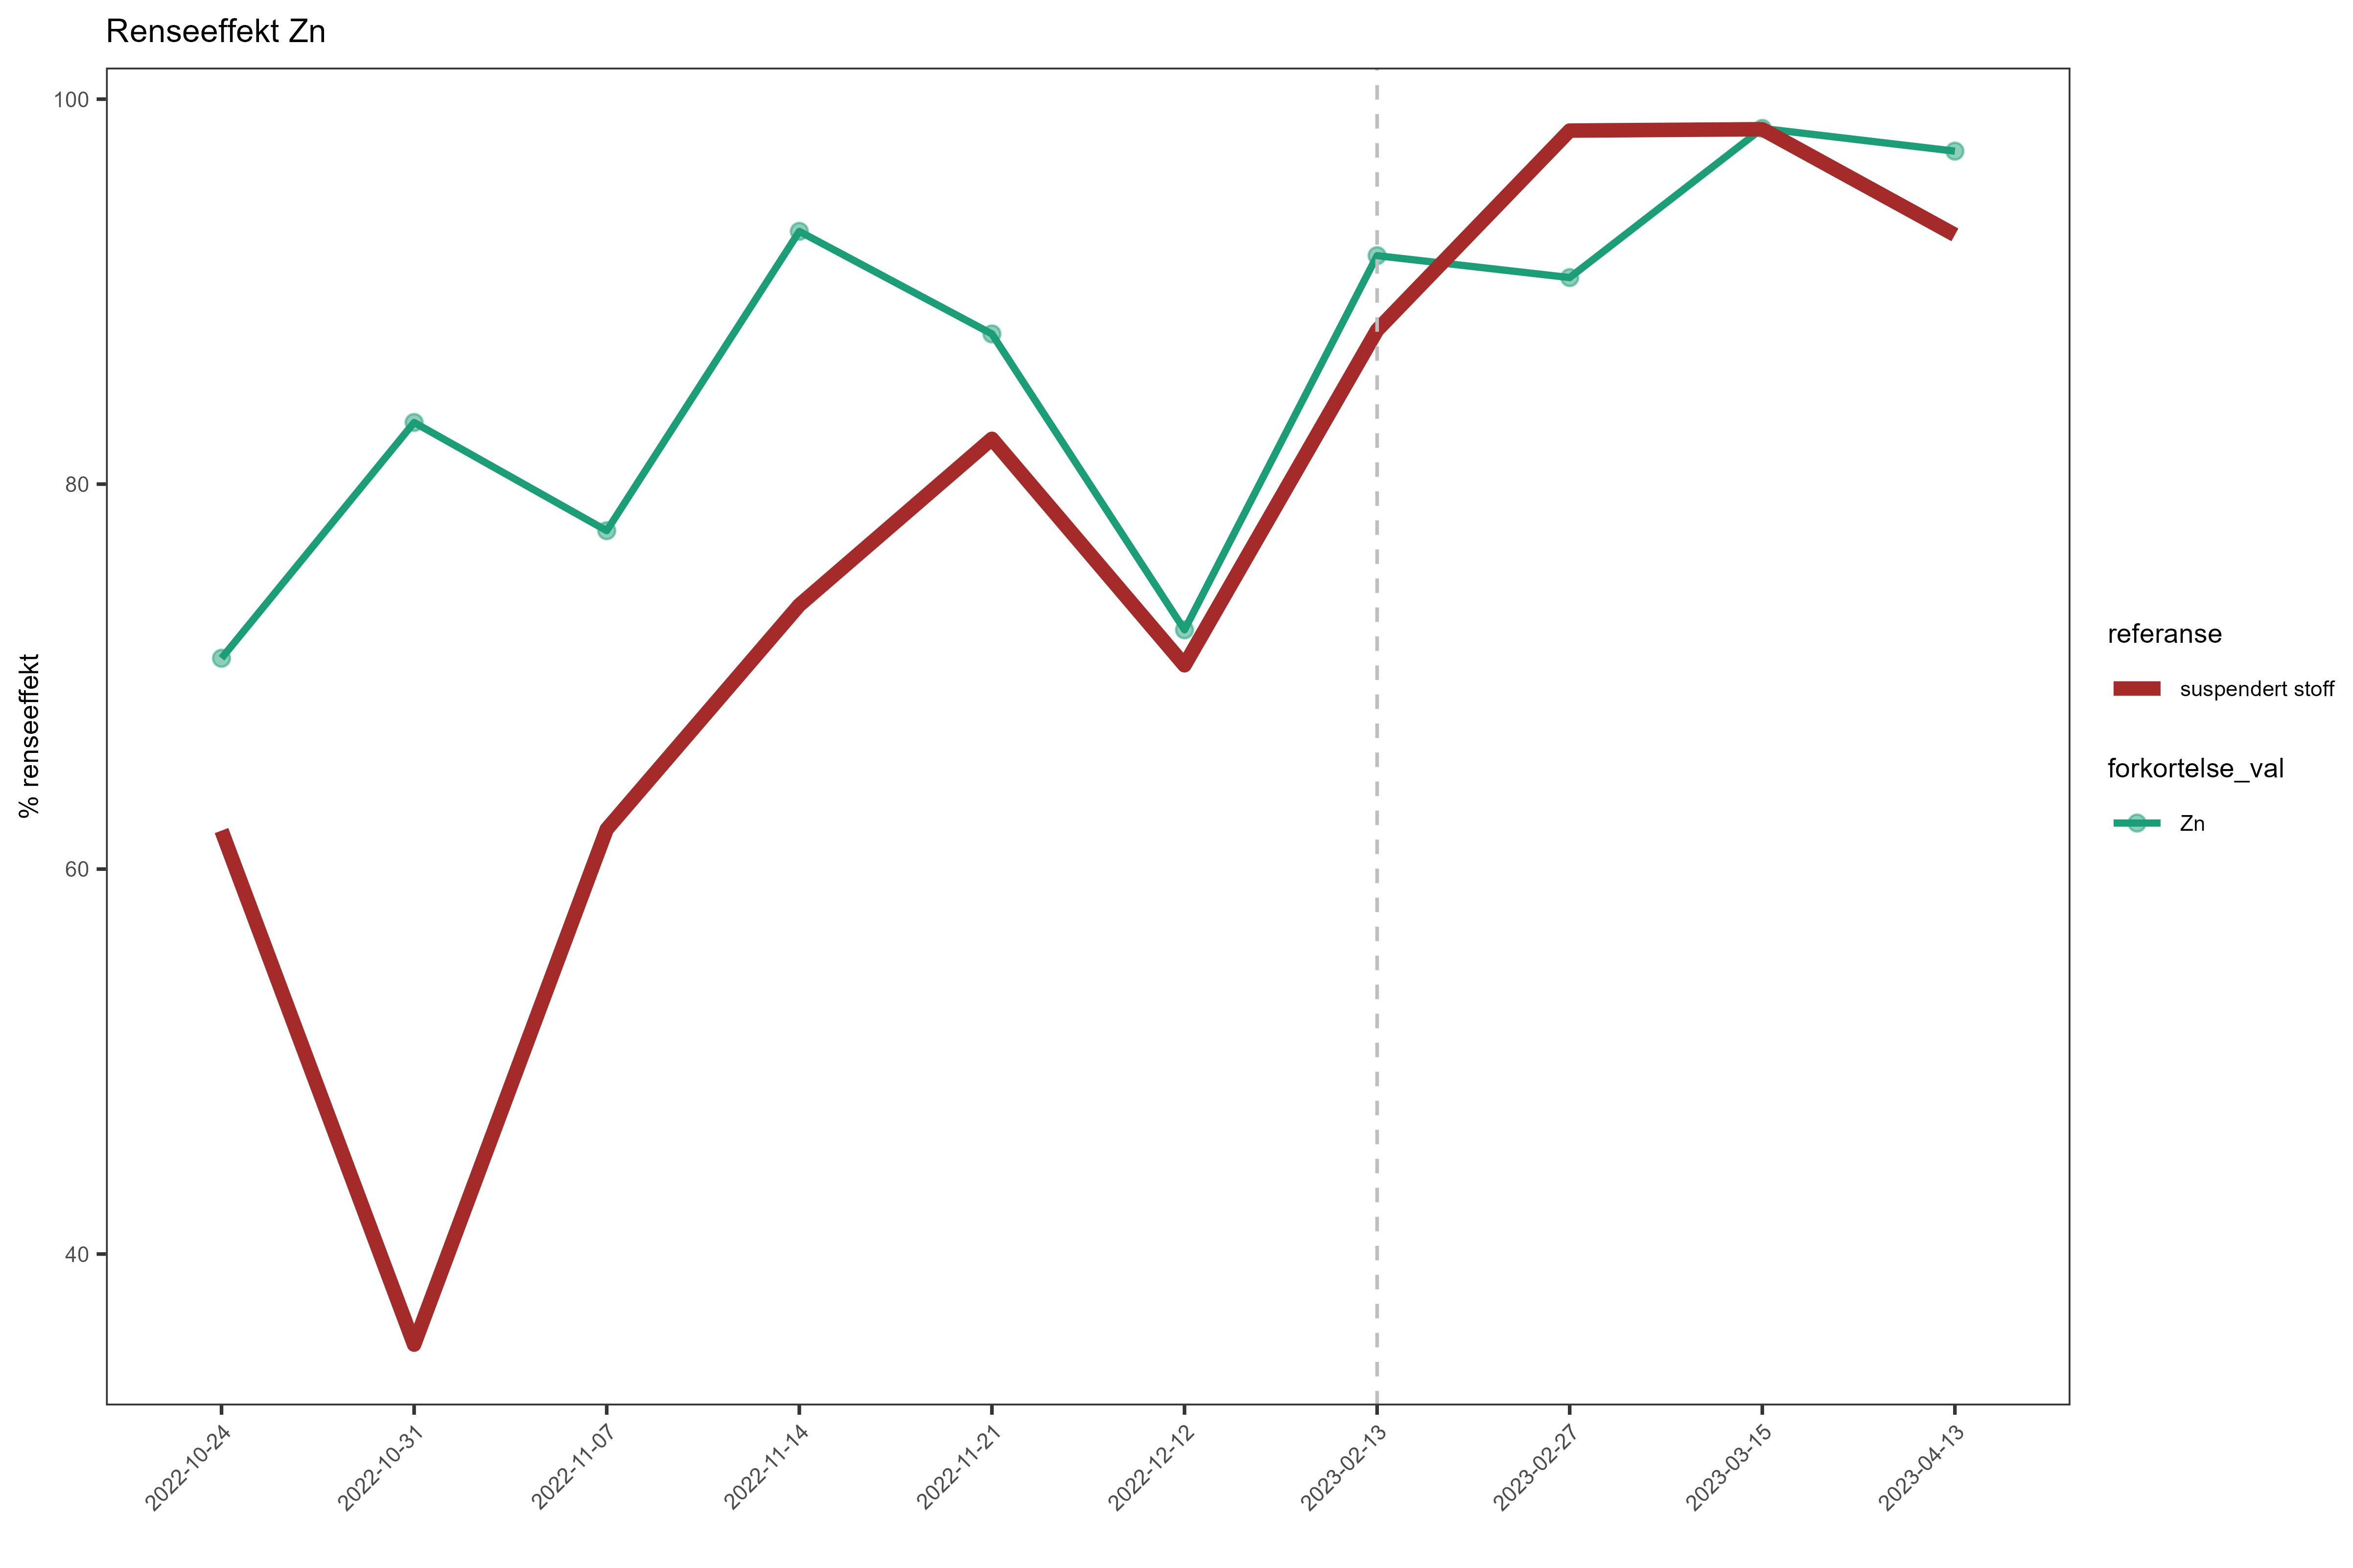 Renseeffekt Zn
% renseeffekt
100
80
60
40
2022-10-24
2022-10-31
2022-11-07
2022-11-14
2022-11-21
2022-12-12
2023-02-13
2023-02-27
2023-03-15
2023-04-13
referanse
suspendert stoff
forkortelse_val
Zn